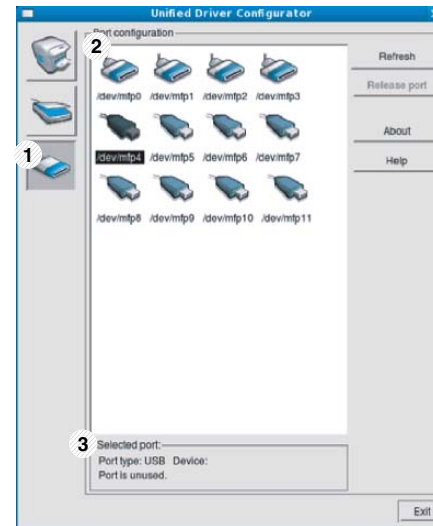 Unified Driver Configurator
Port configuration
2
Refresh
/dev/mfp0 /dev/mfp1 /dev/mfp2 /dev/mfp3
Release port
About
1
/dev/mfp4 /dev/mfp5 /dev/mfp6 /dev/mfp7
Help
/dev/mfp8 /dev/mfp9 /dev/mfp10 /dev/mfp11
3
Selected port:
Port type: USB Device:
Port is unused.
Exit